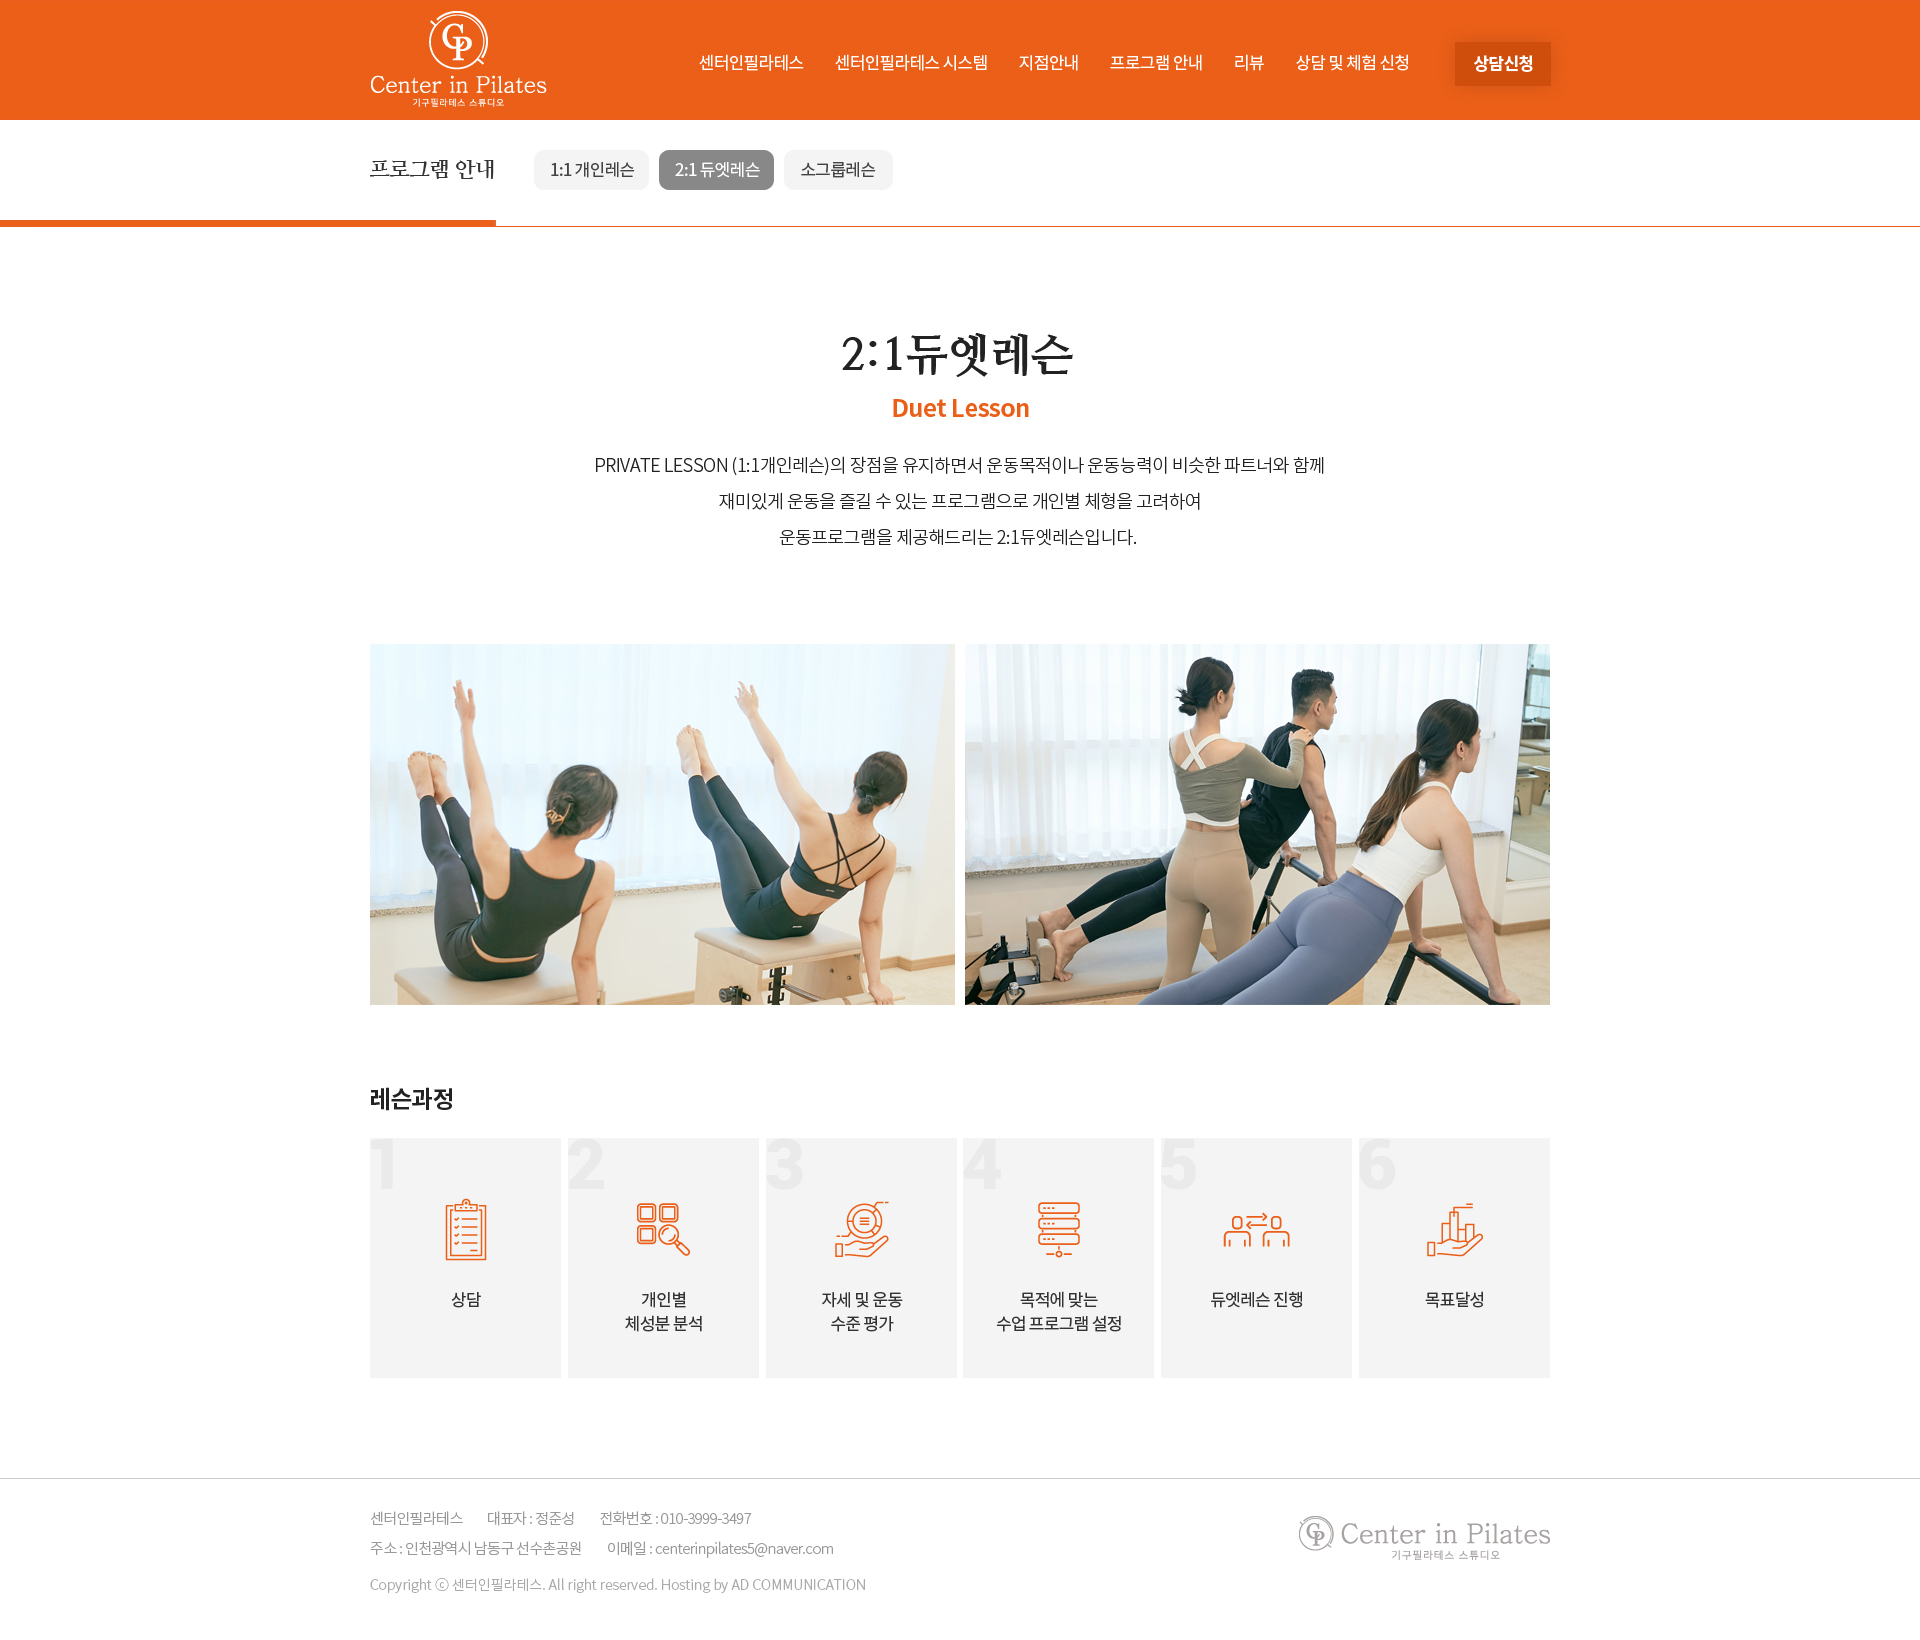 GP
Center in Pilates
기구필라테스 스튜디오
센터인필라테스 센터인필라테스 시스템 지점안내 프로그램 안내 리뷰 상담 및 체험 신청 상담신청
프로그램 안내 1:1 개인레슨 2:1 듀엣레슨 소그룹레슨
2:1듀엣레슨
Duet Lesson
PRIVATE LESSON (1:1개인레슨)의 장점을 유지하면서 운동목적이나 운동능력이 비슷한 파트너와 함께
재미있게 운동을 즐길 수 있는 프로그램으로 개인별 체형을 고려하여
운동프로그램을 제공해드리는 2:1듀엣레슨입니다.
레슨과정
1
상담
2
개인별
체성분 분석
3
자세 및 운동
수준 평가
4
목적에 맞는
수업 프로그램 설정
5
듀엣레슨 진행
6
목표달성
센터인필라테스 대표자 : 정준성 전화번호 : 010-3999-3497
주소 : 인천광역시 남동구 선수촌공원 이메일 : centerinpilates5@naver.com
Copyright ⓒ 센터인필라테스. All right reserved. Hosting by AD COMMUNICATION
GP Center in Pilates
기구필라테스 스튜디오